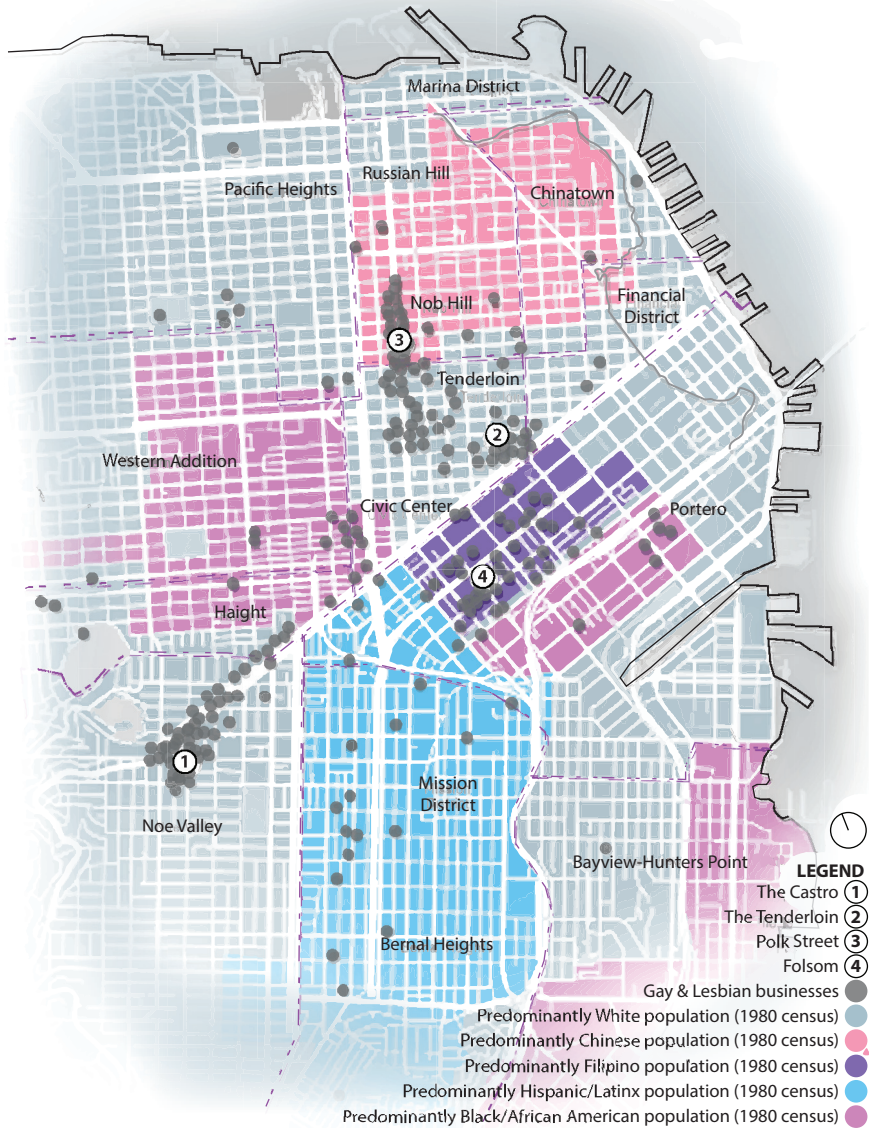 Marina District
Russian Hill
Pacific Heights
Chinatown
Nob Hill
Financial
District
3
Tenderloin
2
Western Addition
Civic Center
Portero
4
Haight
1
Mission
District
Noe Valley
Bayview-Hunters Point
Bernal Heights
LEGEND
The Castro 1
The Tenderloin 2
Polk Street 3
Folsom 4
Gay & Lesbian businesses
Predominantly White population (1980 census)
Predominantly Chinese population (1980 census)
Predominantly Filipino population (1980 census)
Predominantly Hispanic/Latinx population (1980 census)
Predominantly Black/African American population (1980 census)